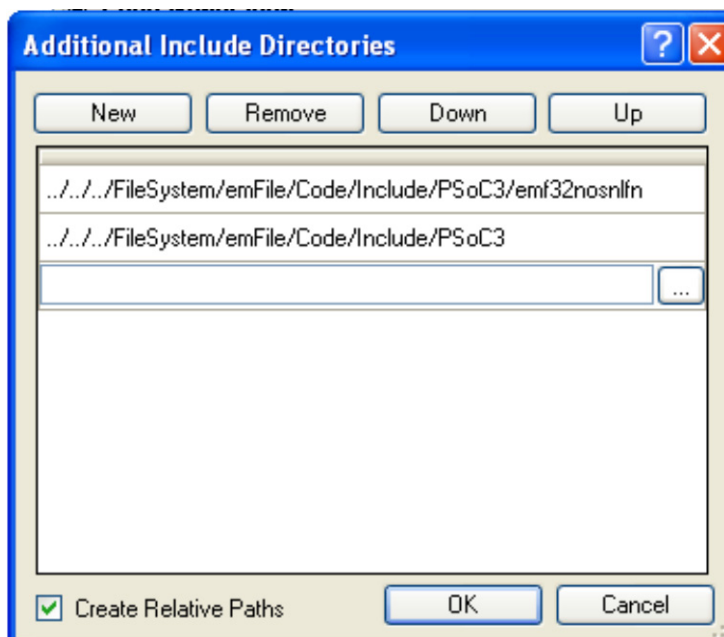 Additional Include Directories
New Remove Down Up
../../../FileSystem/emFile/Code/Include/PSoC3/emf32nosnlfn
../../../FileSystem/emFile/Code/Include/PSoC3
...
Create Relative Paths OK Cancel